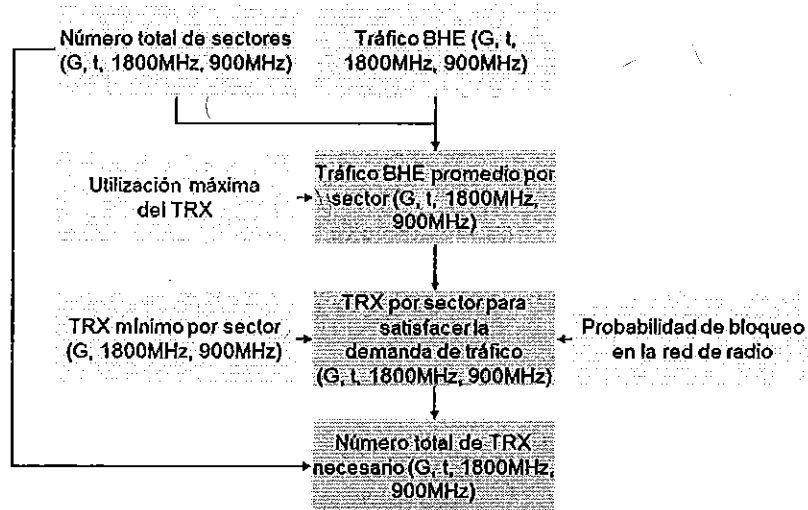 Número total de sectores
(G, t, 1800MHz, 900MHz)
Tráfico BHE (G, t,
1800MHz, 900MHz)
Utilización máxima
del TRX
Tráfico BHE promedio por
sector (G, t, 1800MHz,
900MHz)
TRX mínimo por sector
(G, 1800MHz, 900MHz)
TRX por sector para
satisfacer la
demanda de tráfico
(G, t, 1800MHz, 900MHz)
Probabilidad de bloqueo
en la red de radio
Número total de TRX
necesario (G, t, 1800MHz,
900MHz)